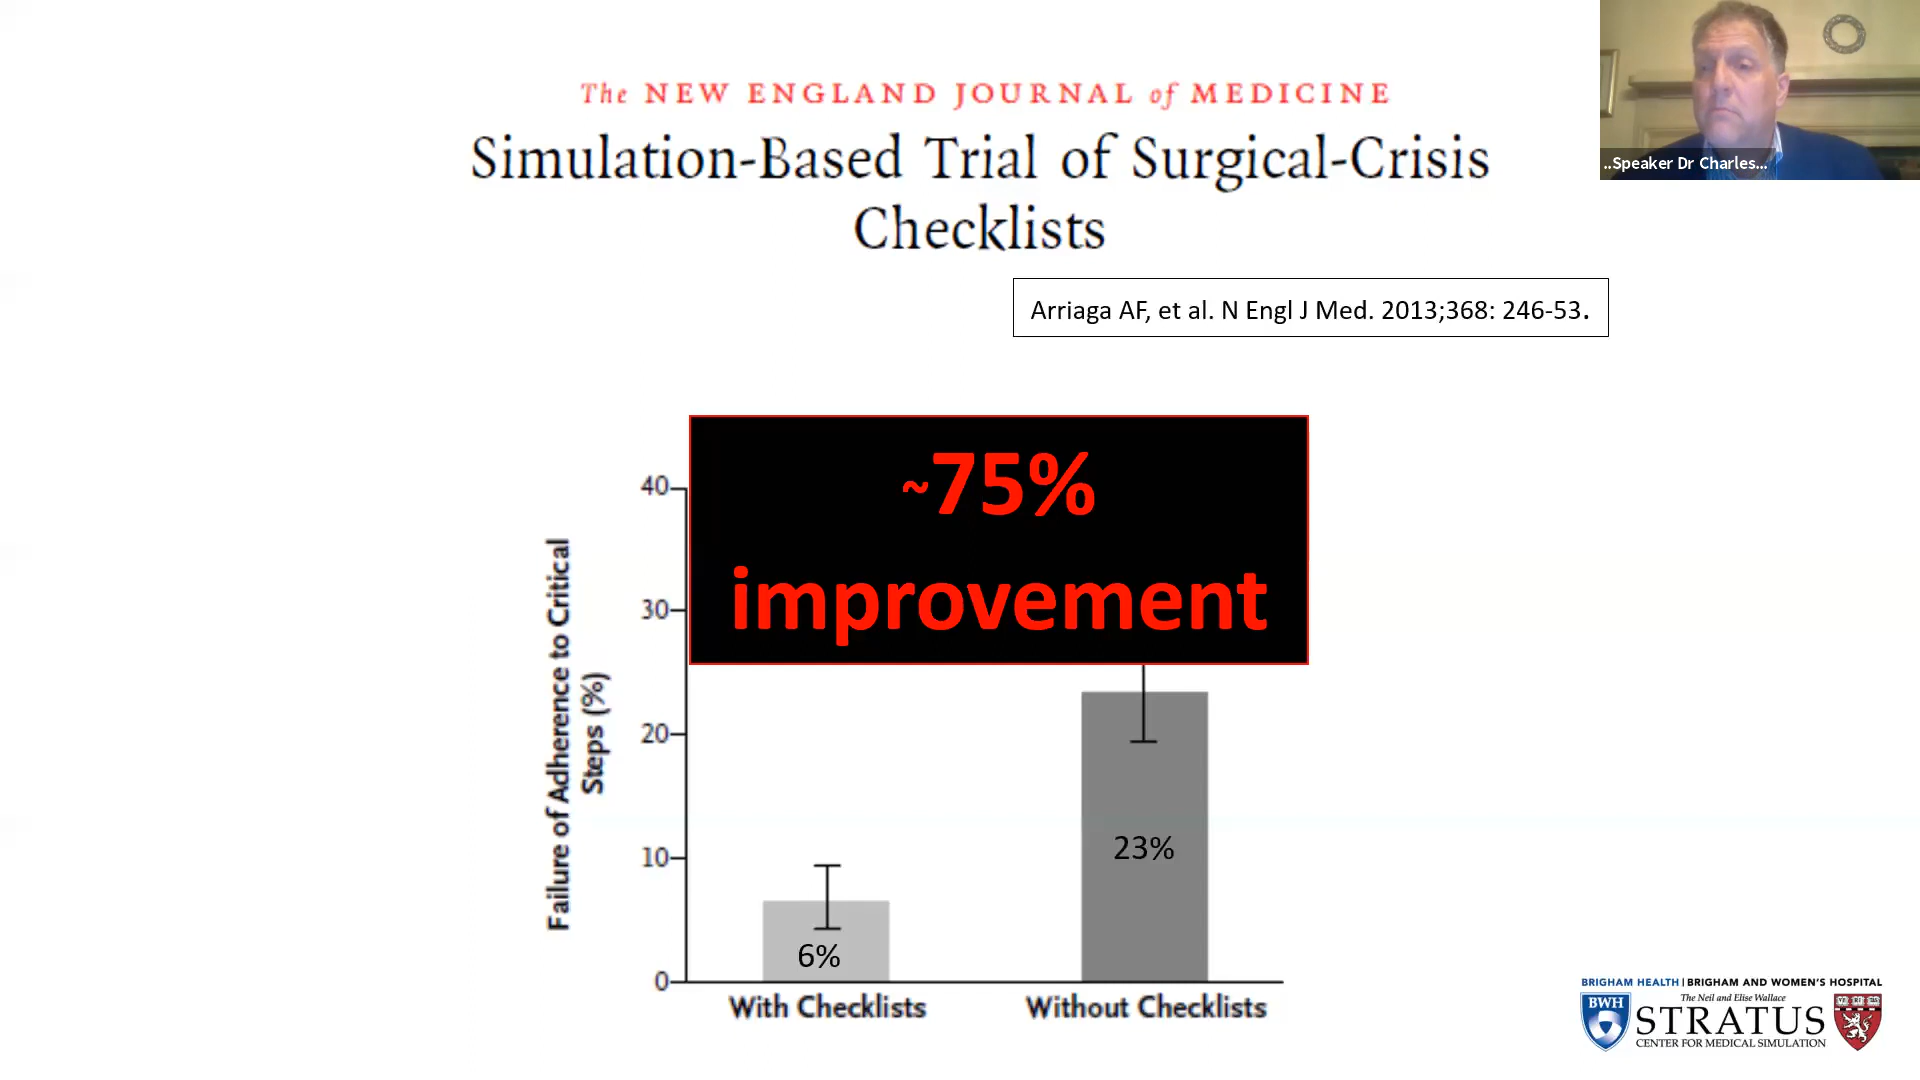 The NEW ENGLAND JOURNAL of MEDICINE
Simulation-Based Trial of Surgical-Crisis
Checklists
..Speaker Dr Charles...
Arriaga AF, et al. N Engl J Med. 2013;368: 246-53.
~75%
improvement
Failure of Adherence to Critical
Steps (%)
40
30
20
10
0
6%
23%
With Checklists
Without Checklists
BRIGHAM HEALTH | BRIGHAM AND WOMEN'S HOSPITAL
The Neil and Elise Wallace
BWH
STRATUS
CENTER FOR MEDICAL SIMULATION